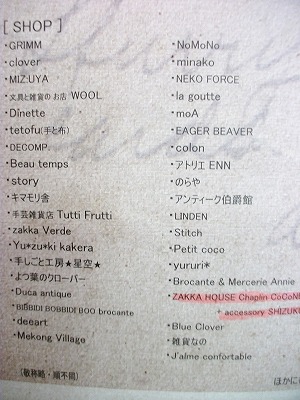 [ SHOP ]
・GRIMM
・clover
・MIZ:UYA
・文具と雑貨のお店 WOOL
・Dinette
・tetofu(手と布)
・DECOMP.
・Beau temps
・story
・キマモリ舎
・手芸雑貨店 Tutti Frutti
・zakka Verde
・Yu*zu*ki kakera
・手しごと工房★星空★
・よつ葉のクローバー
・Duca antique
・BIBBIDI BOBBIDI BOO brocante
・deeart
・Mekong Village
(敬称略・順不同)
・NoMoNo
・minako
・NEKO FORCE
・la goutte
・moA
・EAGER BEAVER
・colon
・アトリエ ENN
・のらや
・アンティーク伯爵館
・LINDEN
・Stitch
・Petit coco
・yururi*
・Brocante & Mercerie Annie
・ZAKKA HOUSE Chaplin CoCoN
+ accessory SHIZUK
・Blue Clover
・雑貨なの
・J'aime confortable
ほかに